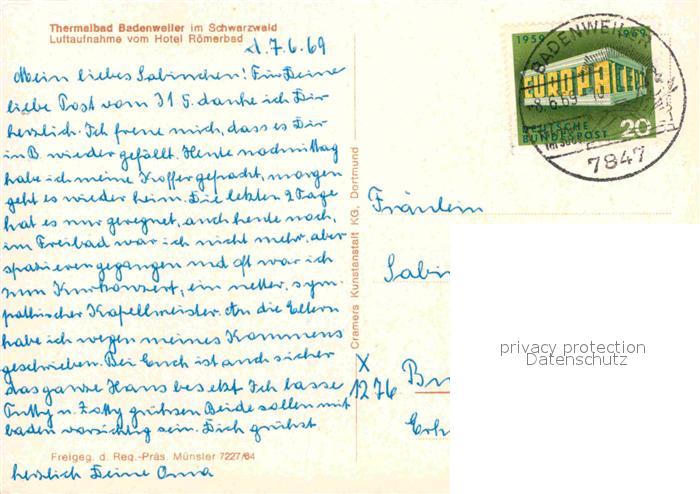 Thermalbad Badenweiler im Schwarzwald
Luftaufnahme vom Hotel Römerbad
d. 7.6.69
Mein liebes Sabinchen! Für Deine
liebe Post vom 31.5. danke ich Dir
herzlich. Ich freue mich, dass es Dir
in B. wieder gefällt. Heute nachmittag
habe ich meine Koffer gepackt, morgen
geht es wieder heim. Die letzten 2 Tage
hat es nur geregnet, auch heute noch,
im Freibad war ich nicht mehr, aber
spazierengegangen und oft war ich
zum Kurkonzert, ein netter, sym-
pathischer Kapellmeister. An die Eltern
habe ich wegen meines Kommens
geschrieben. Bei Euch ist auch sicher
das ganze Haus besetzt. Ich lasse
u. grüssen Beide sollen mit
baden vorsichtig sein. Dich grüsst
herzlich Deine Oma
Freigeg. d. Reg.-Präs. Münster 7227/64
Cramers Kunstanstalt KG, Dortmund
1959 1969
EUROPA CEPT
DEUTSCHE
BUNDESPOST 20
BADENWEILER
-8.6.69
7847
Fräulein
Sabin
X
1276 Bu
privacy protection
Datenschutz